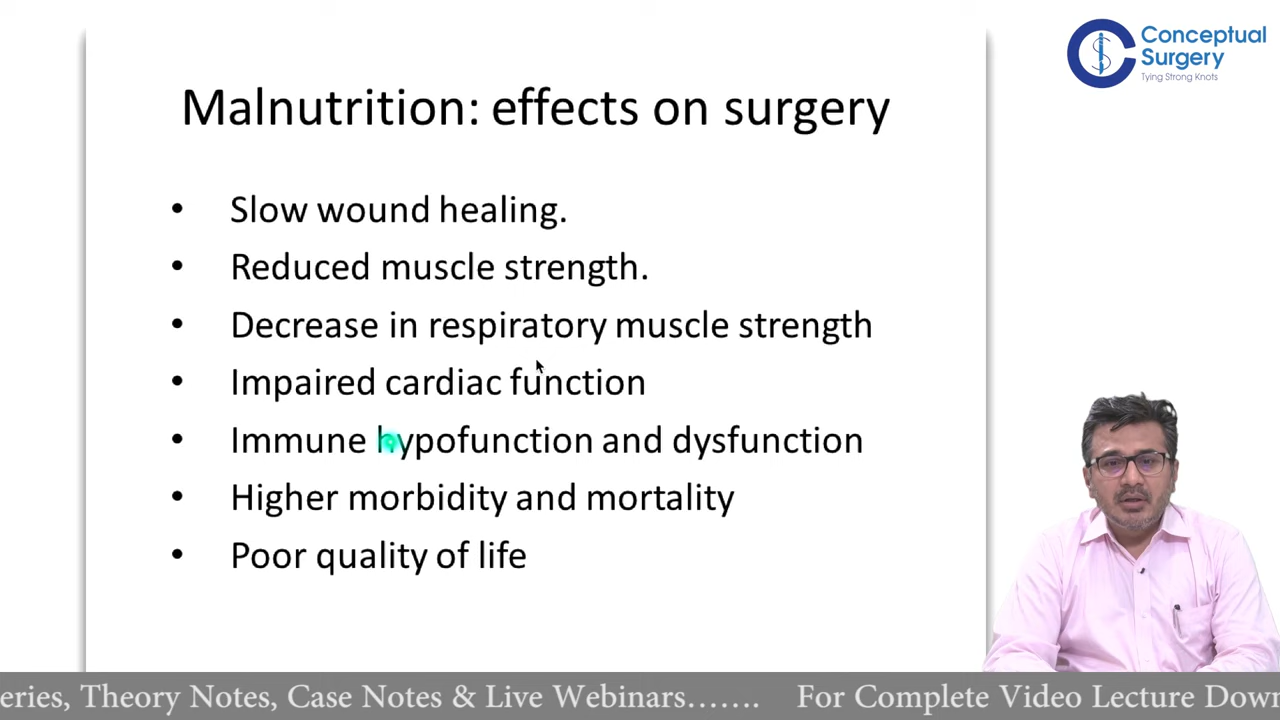 Conceptual
Surgery
Tying Strong Knots
Malnutrition: effects on surgery
• Slow wound healing.
• Reduced muscle strength.
• Decrease in respiratory muscle strength
• Impaired cardiac function
• Immune hypofunction and dysfunction
• Higher morbidity and mortality
• Poor quality of life
eries, Theory Notes, Case Notes & Live Webinars....... For Complete Video Lecture Down